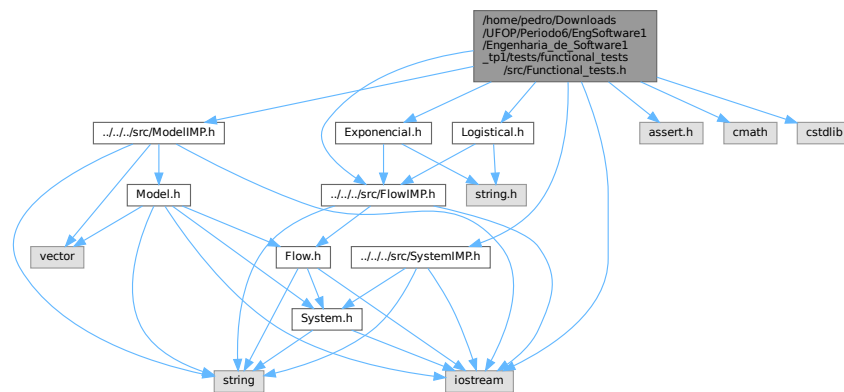 /home/pedro/Downloads
/UFOP/Periodo6/EngSoftware1
/Engenharia_de_Software1
_tp1/tests/functional_tests
/src/Functional_tests.h
../../../src/ModelIMP.h
Exponencial.h
Logistical.h
assert.h
cmath
cstdlib
Model.h
../../../src/FlowIMP.h
string.h
vector
Flow.h
../../../src/SystemIMP.h
System.h
string
iostream